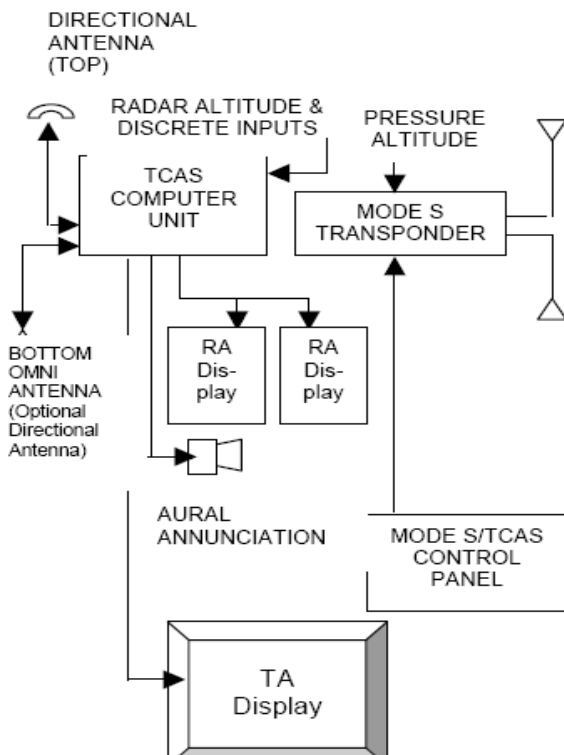 DIRECTIONAL
ANTENNA
(TOP)
RADAR ALTITUDE &
DISCRETE INPUTS
PRESSURE
ALTITUDE
TCAS
COMPUTER
UNIT
MODE S
TRANSPONDER
RA
Dis-
play
RA
Dis-
play
BOTTOM
OMNI
ANTENNA
(Optional
Directional
Antenna)
AURAL
ANNUNCIATION
MODE S/TCAS
CONTROL
PANEL
TA
Display